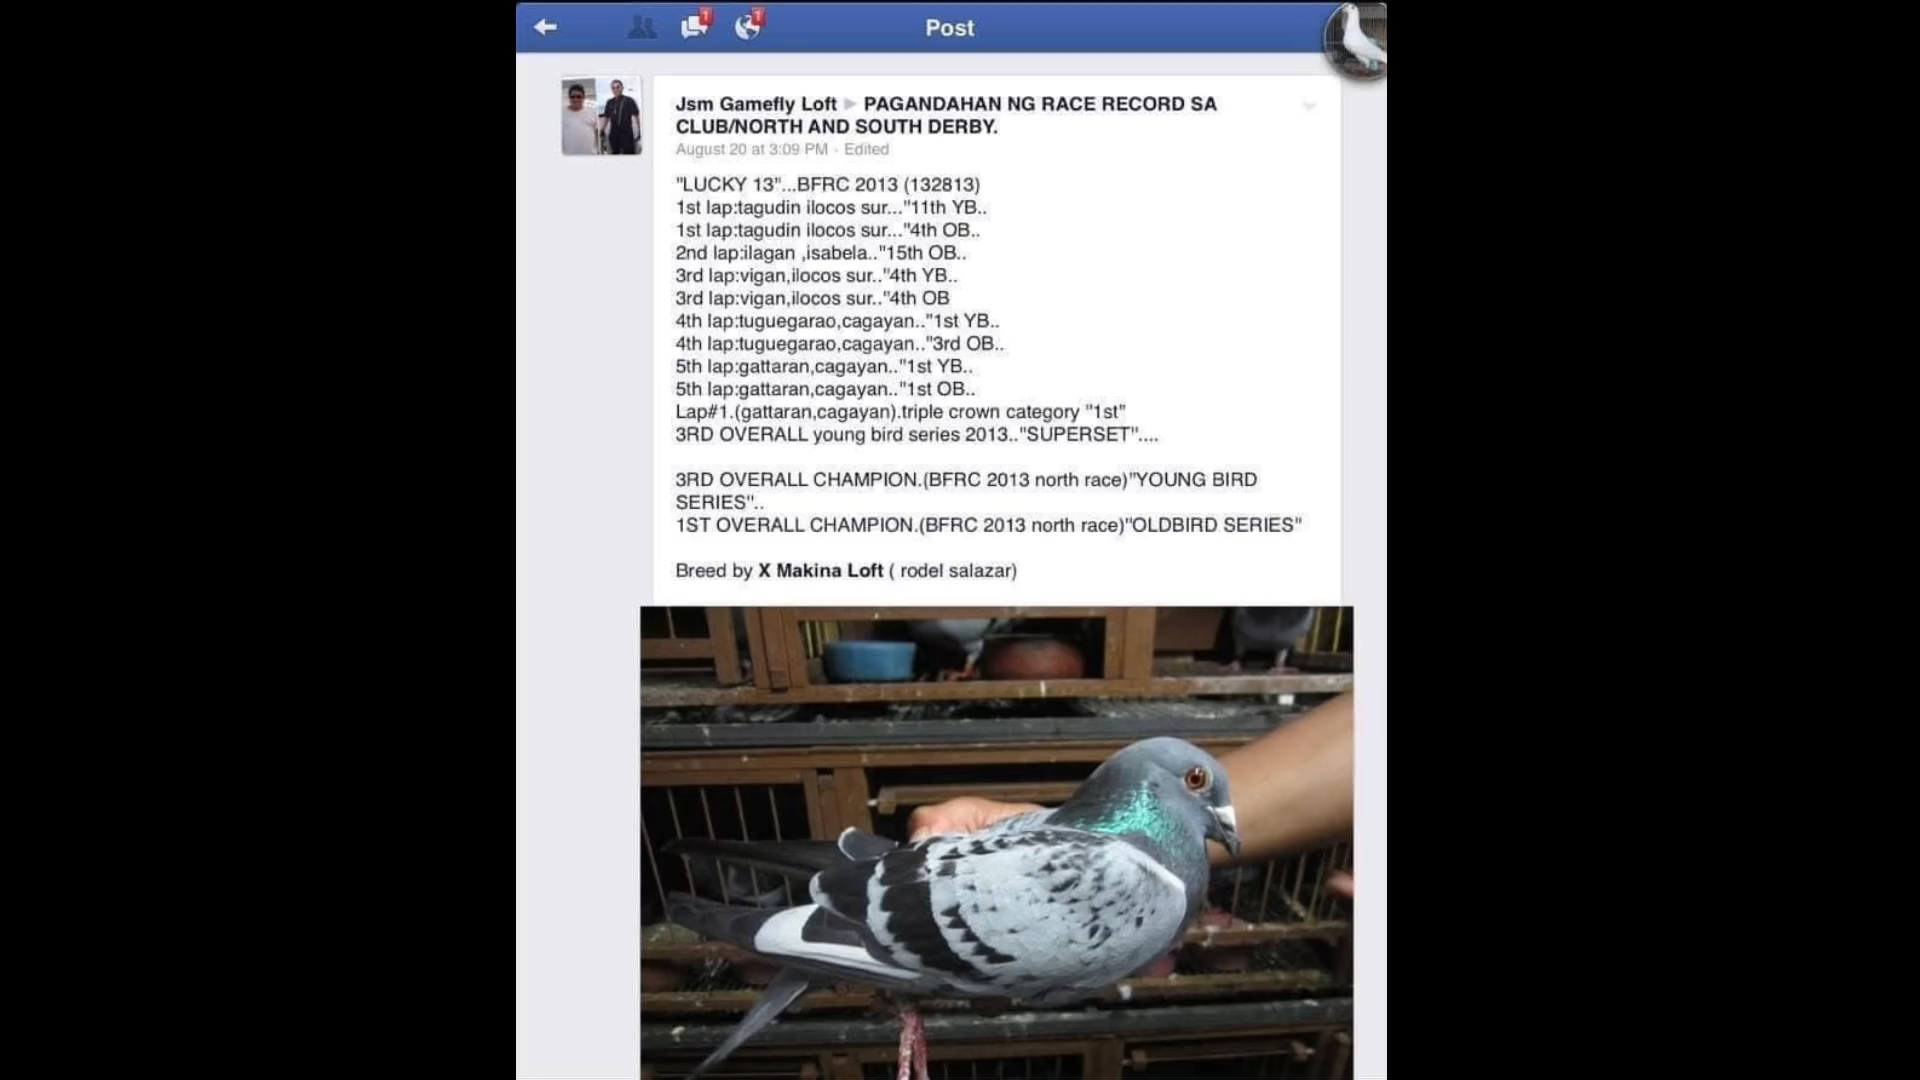 1 1 Post
Jsm Gamefly Loft ▶ PAGANDAHAN NG RACE RECORD SA
CLUB/NORTH AND SOUTH DERBY.
August 20 at 3:09 PM · Edited
"LUCKY 13"...BFRC 2013 (132813)
1st lap:tagudin ilocos sur..."11th YB..
1st lap:tagudin ilocos sur..."4th OB..
2nd lap:ilagan ,isabela.."15th OB..
3rd lap:vigan,ilocos sur.."4th YB..
3rd lap:vigan,ilocos sur.."4th OB
4th lap:tuguegarao,cagayan.."1st YB..
4th lap:tuguegarao,cagayan.."3rd OB..
5th lap:gattaran,cagayan.."1st YB..
5th lap:gattaran,cagayan.."1st OB..
Lap#1.(gattaran,cagayan).triple crown category "1st"
3RD OVERALL young bird series 2013.."SUPERSET"....
3RD OVERALL CHAMPION.(BFRC 2013 north race)"YOUNG BIRD
SERIES"..
1ST OVERALL CHAMPION.(BFRC 2013 north race)"OLDBIRD SERIES"
Breed by X Makina Loft ( rodel salazar)